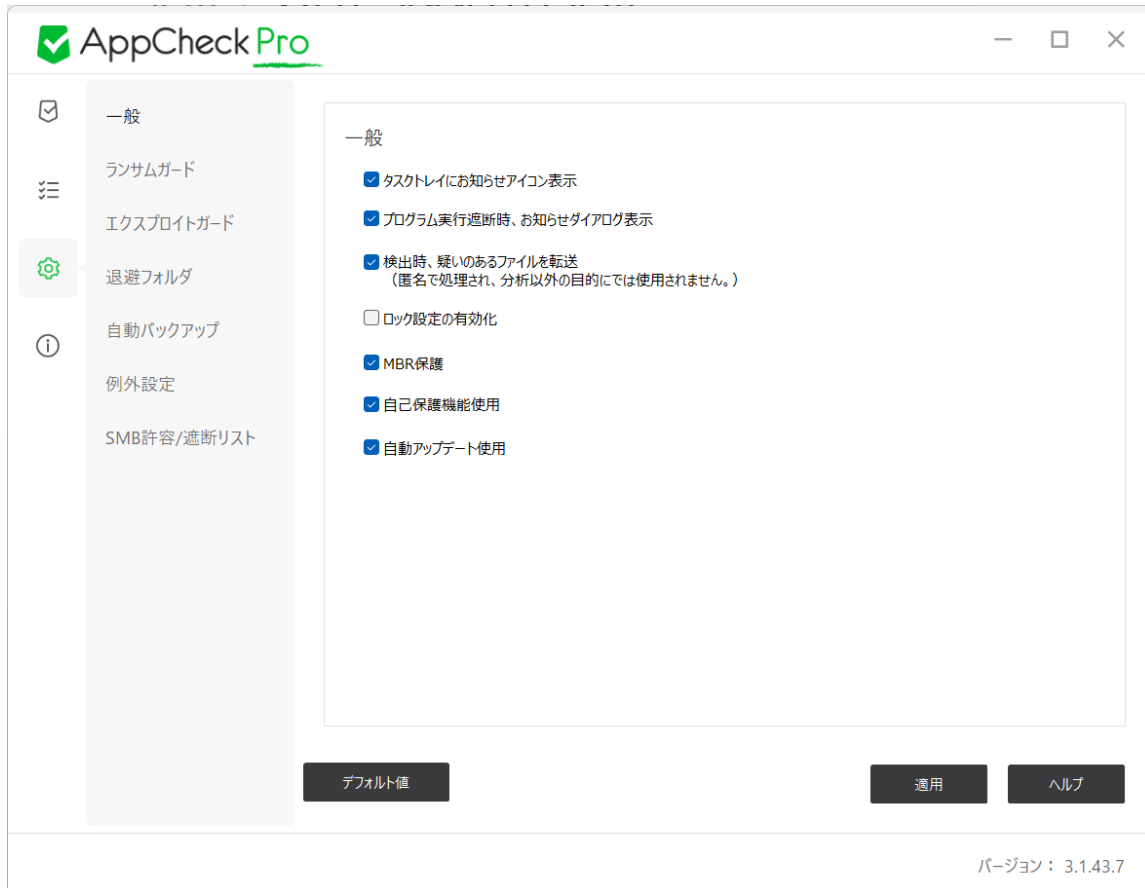 AppCheck Pro
一般
ランサムガード
エクスプロイトガード
退避フォルダ
自動バックアップ
例外設定
SMB許容/遮断リスト
一般
タスクトレイにお知らせアイコン表示
プログラム実行遮断時、お知らせダイアログ表示
検出時、疑いのあるファイルを転送
（匿名で処理され、分析以外の目的にでは使用されません。）
ロック設定の有効化
MBR保護
自己保護機能使用
自動アップデート使用
デフォルト値
適用
ヘルプ
バージョン： 3.1.43.7